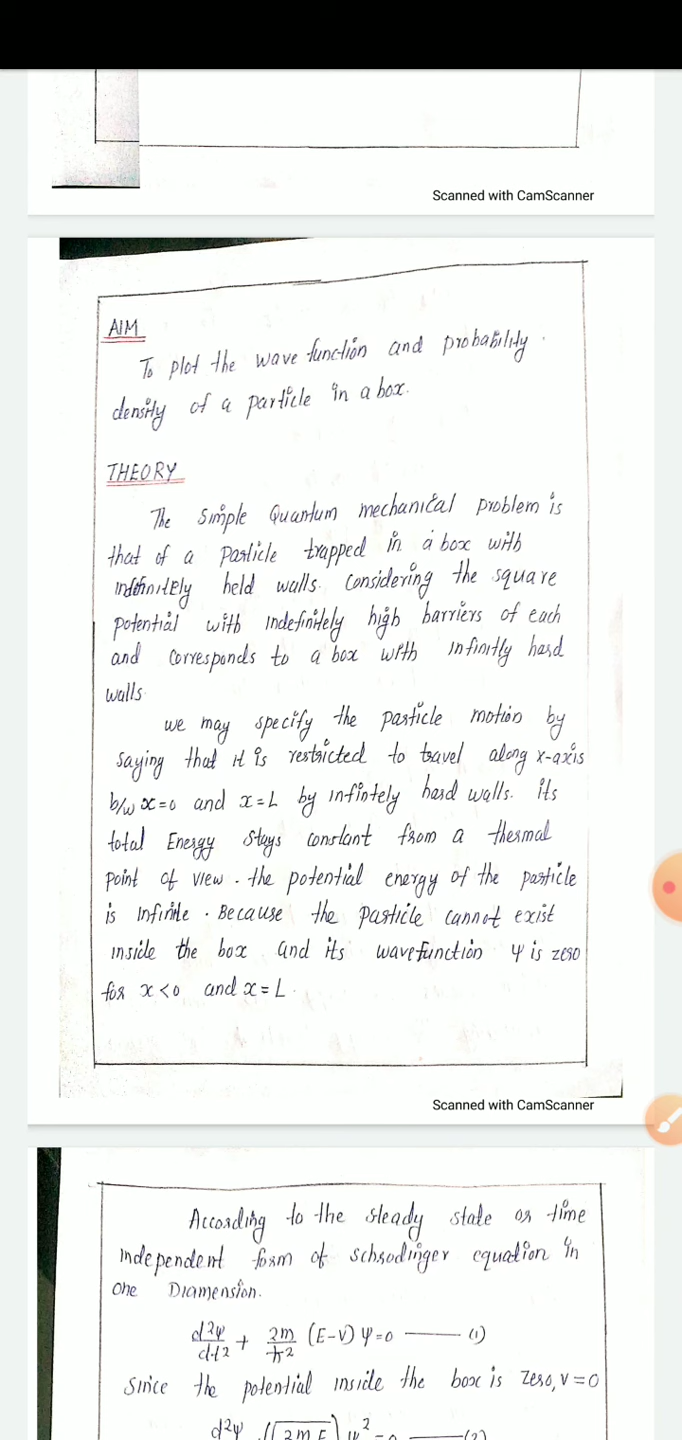 Scanned with CamScanner
AIM
To plot the wave function and probability
density of a particle in a box.
THEORY
The Simple Quantum mechanical problem is
that of a Particle trapped in a box with
held walls. Considering the square
potential with indefinitely high barriers of each
and corresponds to a box with infinitly hard
walls.
we may specify the particle motion by
saying that it is restricted to travel along x-axis
b/w x=0 and x=L by infintely hard walls. its
total Energy stays constant from a thermal
point of view. the potential energy of the particle
is infinite. Because the particle cannot exist
inside the box and its wavefunction ψ is zero
for x<0 and x=L.
Scanned with CamScanner
According to the steady state or time
independent form of schrodinger equation in
one Diamension.
d²ψ/dt² + 2m/ħ² (E-V) ψ=0 —— (1)
Since the potential inside the box is zero, v=0